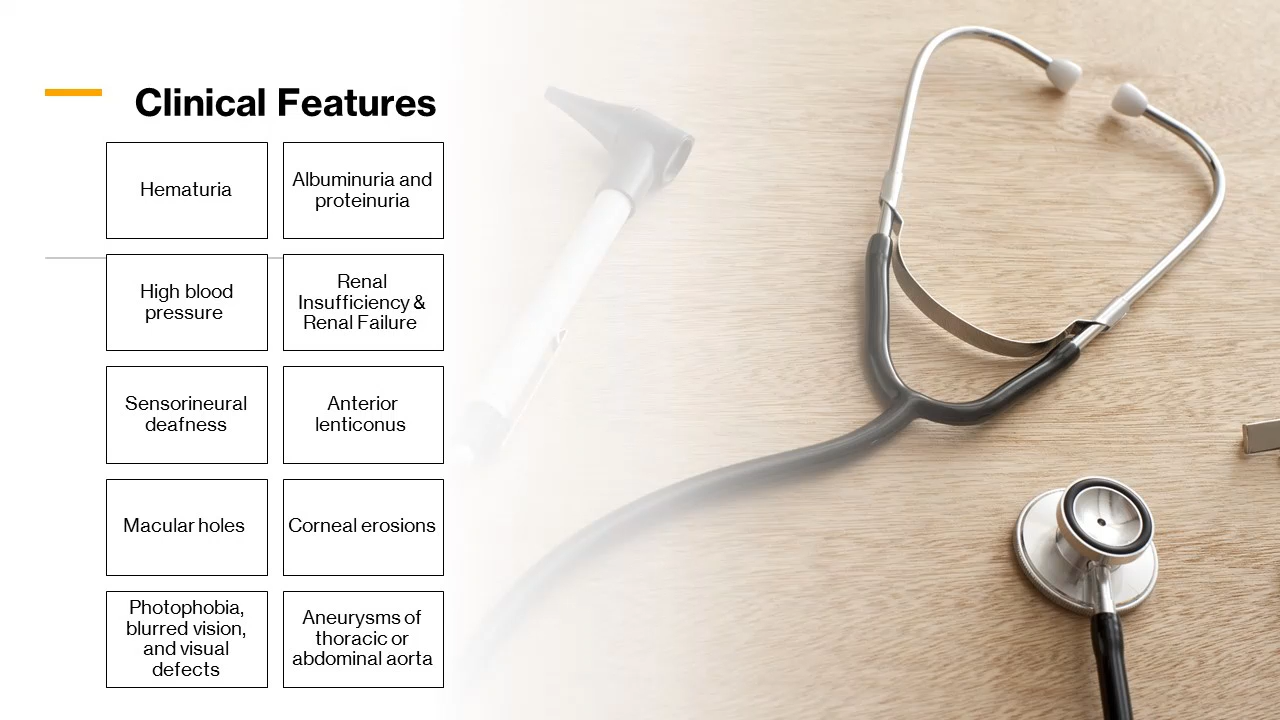 Clinical Features
Hematuria
Albuminuria and
proteinuria
High blood
pressure
Renal
Insufficiency &
Renal Failure
Sensorineural
deafness
Anterior
lenticonus
Macular holes
Corneal erosions
Photophobia,
blurred vision,
and visual
defects
Aneurysms of
thoracic or
abdominal aorta